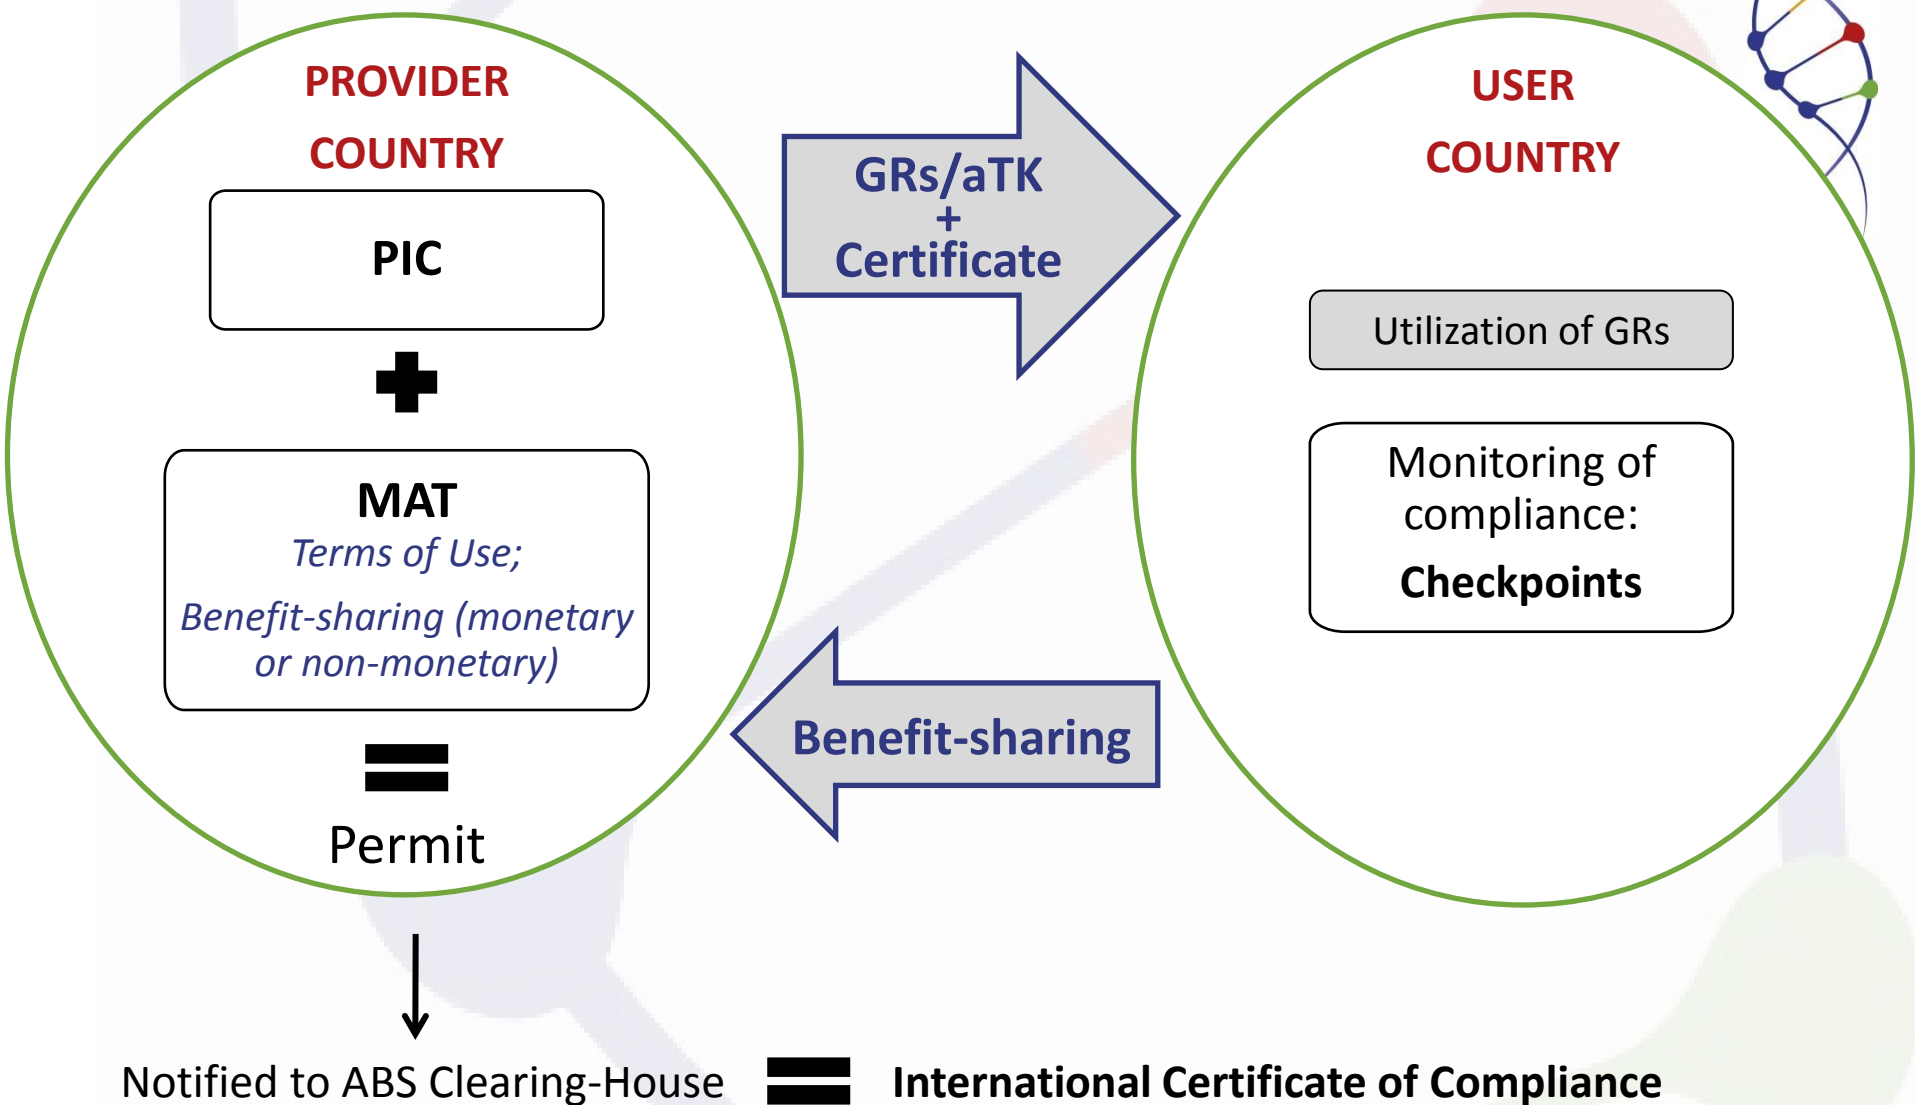 PROVIDER
COUNTRY
PIC
MAT
Terms of Use;
Benefit-sharing (monetary
or non-monetary)
Permit
GRs/aTK
+
Certificate
Benefit-sharing
USER
COUNTRY
Utilization of GRs
Monitoring of
compliance:
Checkpoints
Notified to ABS Clearing-House
International Certificate of Compliance